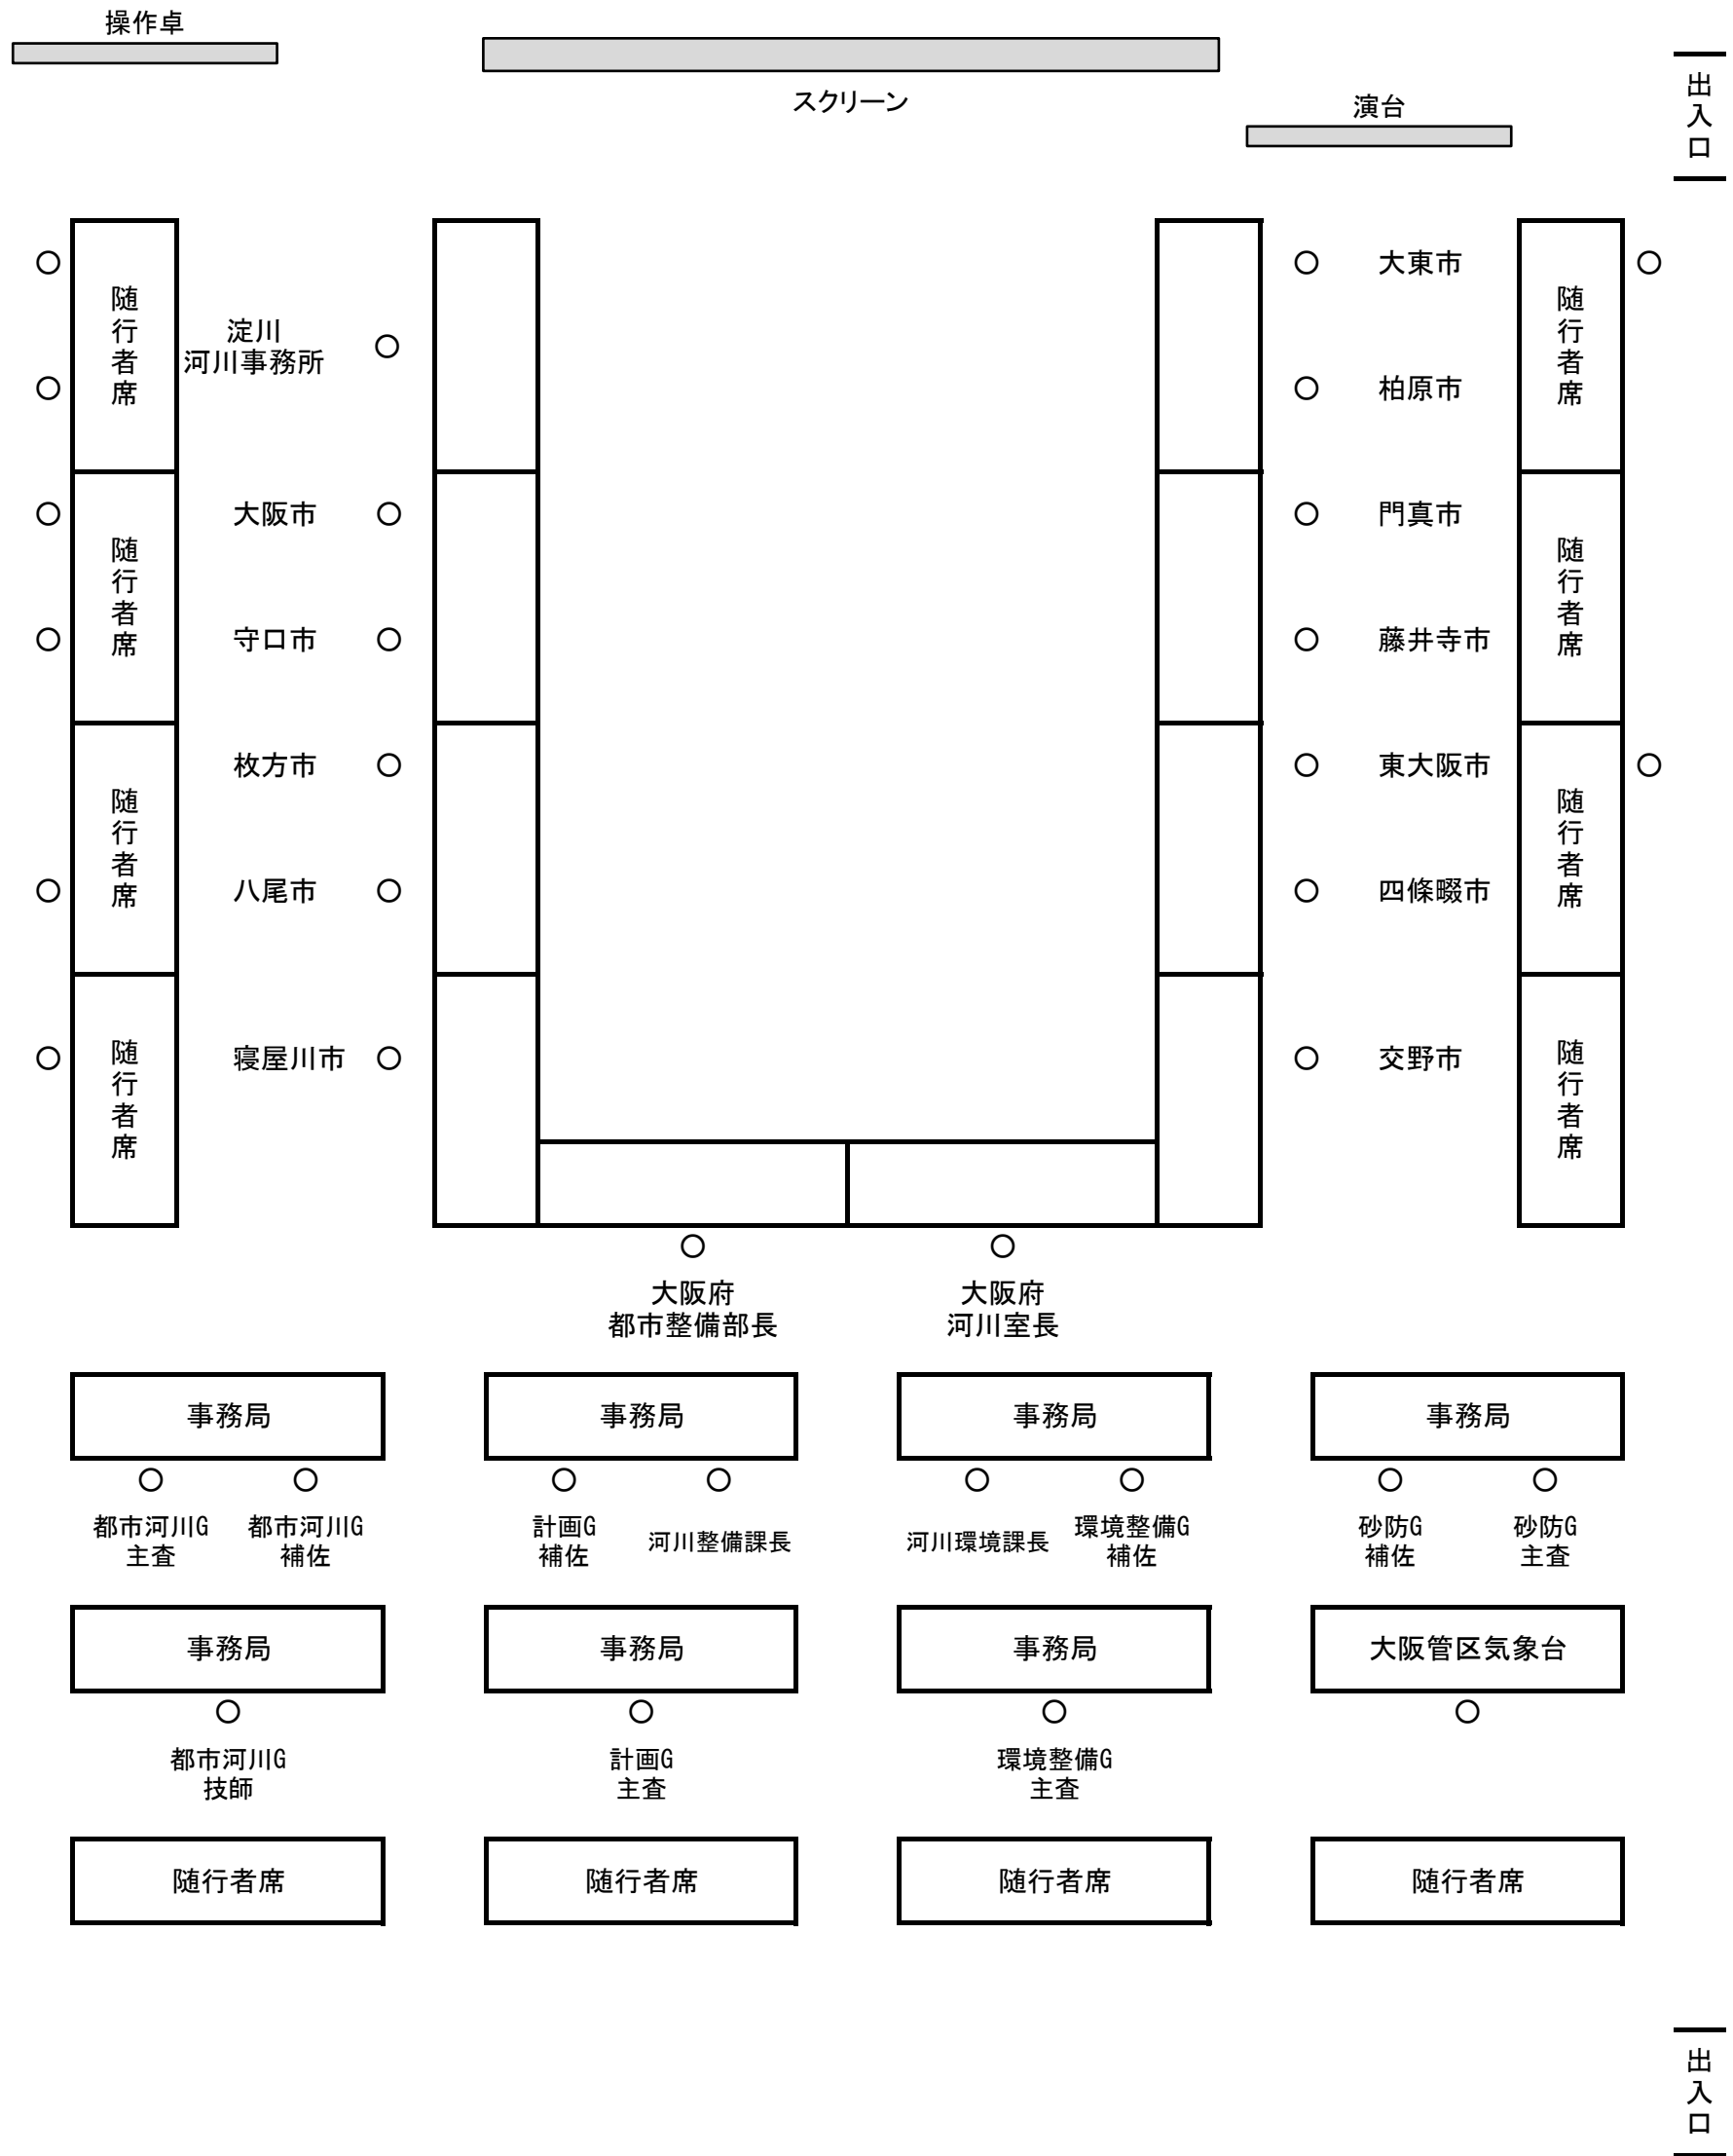 操作卓
スクリーン
演台
出入口
随行者席
淀川
河川事務所
大東市
随行者席
柏原市
随行者席
大阪市
門真市
随行者席
守口市
藤井寺市
随行者席
枚方市
東大阪市
随行者席
八尾市
四條畷市
随行者席
寝屋川市
交野市
随行者席
大阪府
都市整備部長
大阪府
河川室長
事務局
事務局
事務局
事務局
都市河川G
主査
都市河川G
補佐
計画G
補佐
河川整備課長
河川環境課長
環境整備G
補佐
砂防G
補佐
砂防G
主査
事務局
事務局
事務局
大阪管区気象台
都市河川G
技師
計画G
主査
環境整備G
主査
随行者席
随行者席
随行者席
随行者席
出入口